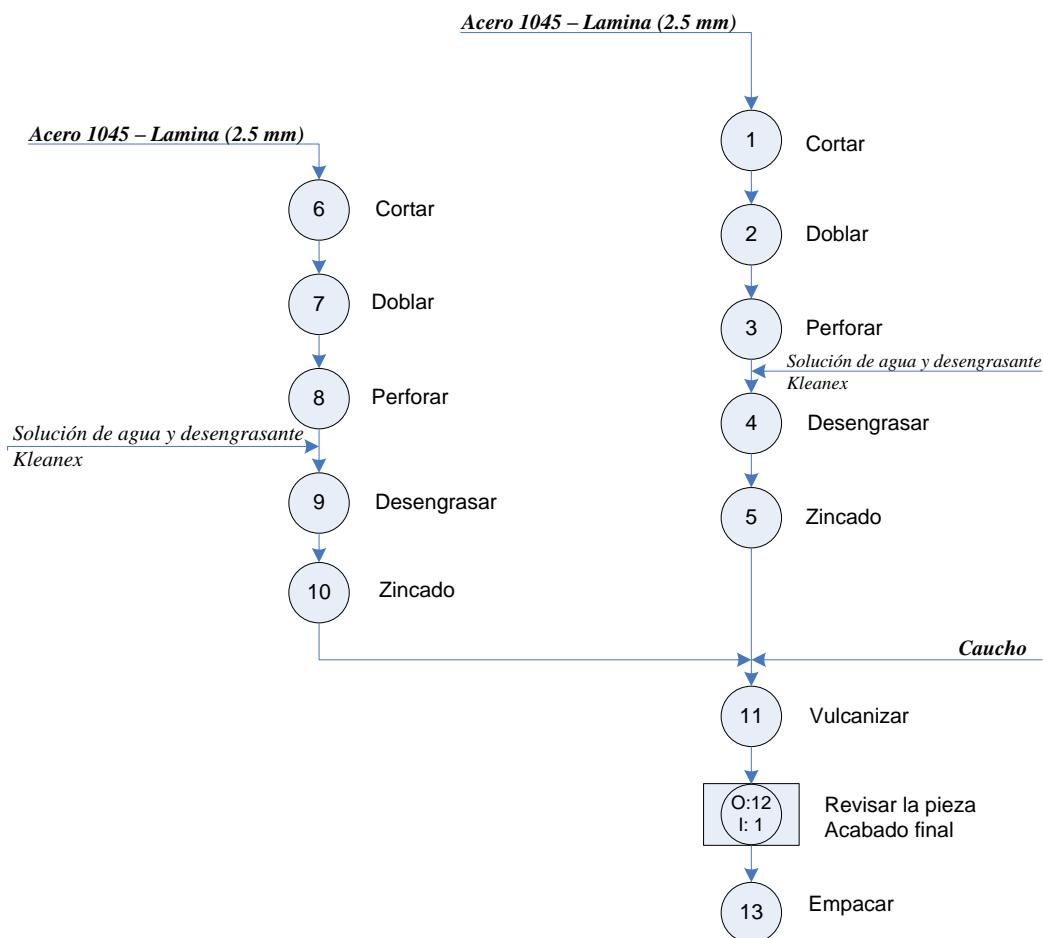 Acero 1045 – Lamina (2.5 mm)
1
Cortar
2
Doblar
3
Perforar
Solución de agua y desengrasante
Kleanex
4
Desengrasar
5
Zincado
Acero 1045 – Lamina (2.5 mm)
6
Cortar
7
Doblar
8
Perforar
Solución de agua y desengrasante
Kleanex
9
Desengrasar
10
Zincado
Caucho
11
Vulcanizar
O:12
I: 1
Revisar la pieza
Acabado final
13
Empacar